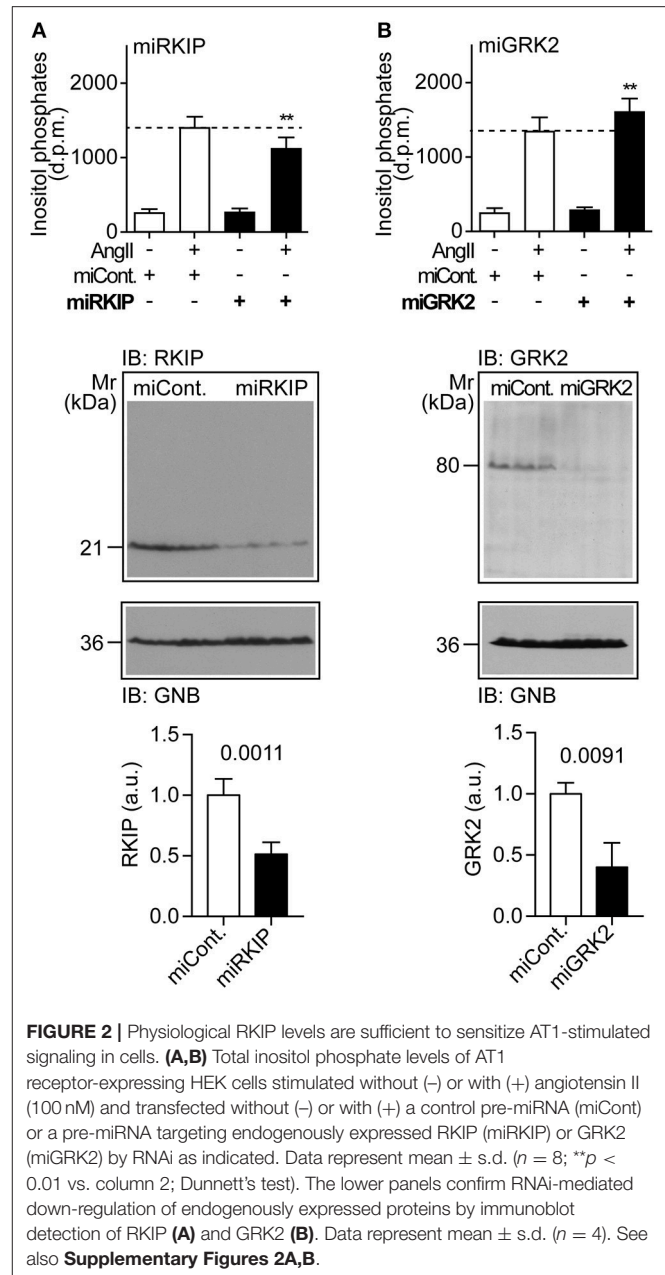 A
miRKIP
Inositol phosphates
(d.p.m.)
2000
1000
0
**
AngII - + - +
miCont. + + - -
miRKIP - - + +
IB: RKIP
Mr
(kDa)
miCont. miRKIP
21
36
IB: GNB
RKIP (a.u.)
1.5
1.0
0.5
0.0
0.0011
miCont.
miRKIP
B
miGRK2
Inositol phosphates
(d.p.m.)
2000
1000
0
**
AngII - + - +
miCont. + + - -
miGRK2 - - + +
IB: GRK2
Mr
(kDa)
miCont. miGRK2
80
36
IB: GNB
GRK2 (a.u.)
1.5
1.0
0.5
0.0
0.0091
miCont.
miGRK2
FIGURE 2 | Physiological RKIP levels are sufficient to sensitize AT1-stimulated
signaling in cells. (A,B) Total inositol phosphate levels of AT1
receptor-expressing HEK cells stimulated without (–) or with (+) angiotensin II
(100 nM) and transfected without (–) or with (+) a control pre-miRNA (miCont)
or a pre-miRNA targeting endogenously expressed RKIP (miRKIP) or GRK2
(miGRK2) by RNAi as indicated. Data represent mean ± s.d. (n = 8; **p <
0.01 vs. column 2; Dunnett's test). The lower panels confirm RNAi-mediated
down-regulation of endogenously expressed proteins by immunoblot
detection of RKIP (A) and GRK2 (B). Data represent mean ± s.d. (n = 4). See
also Supplementary Figures 2A,B.